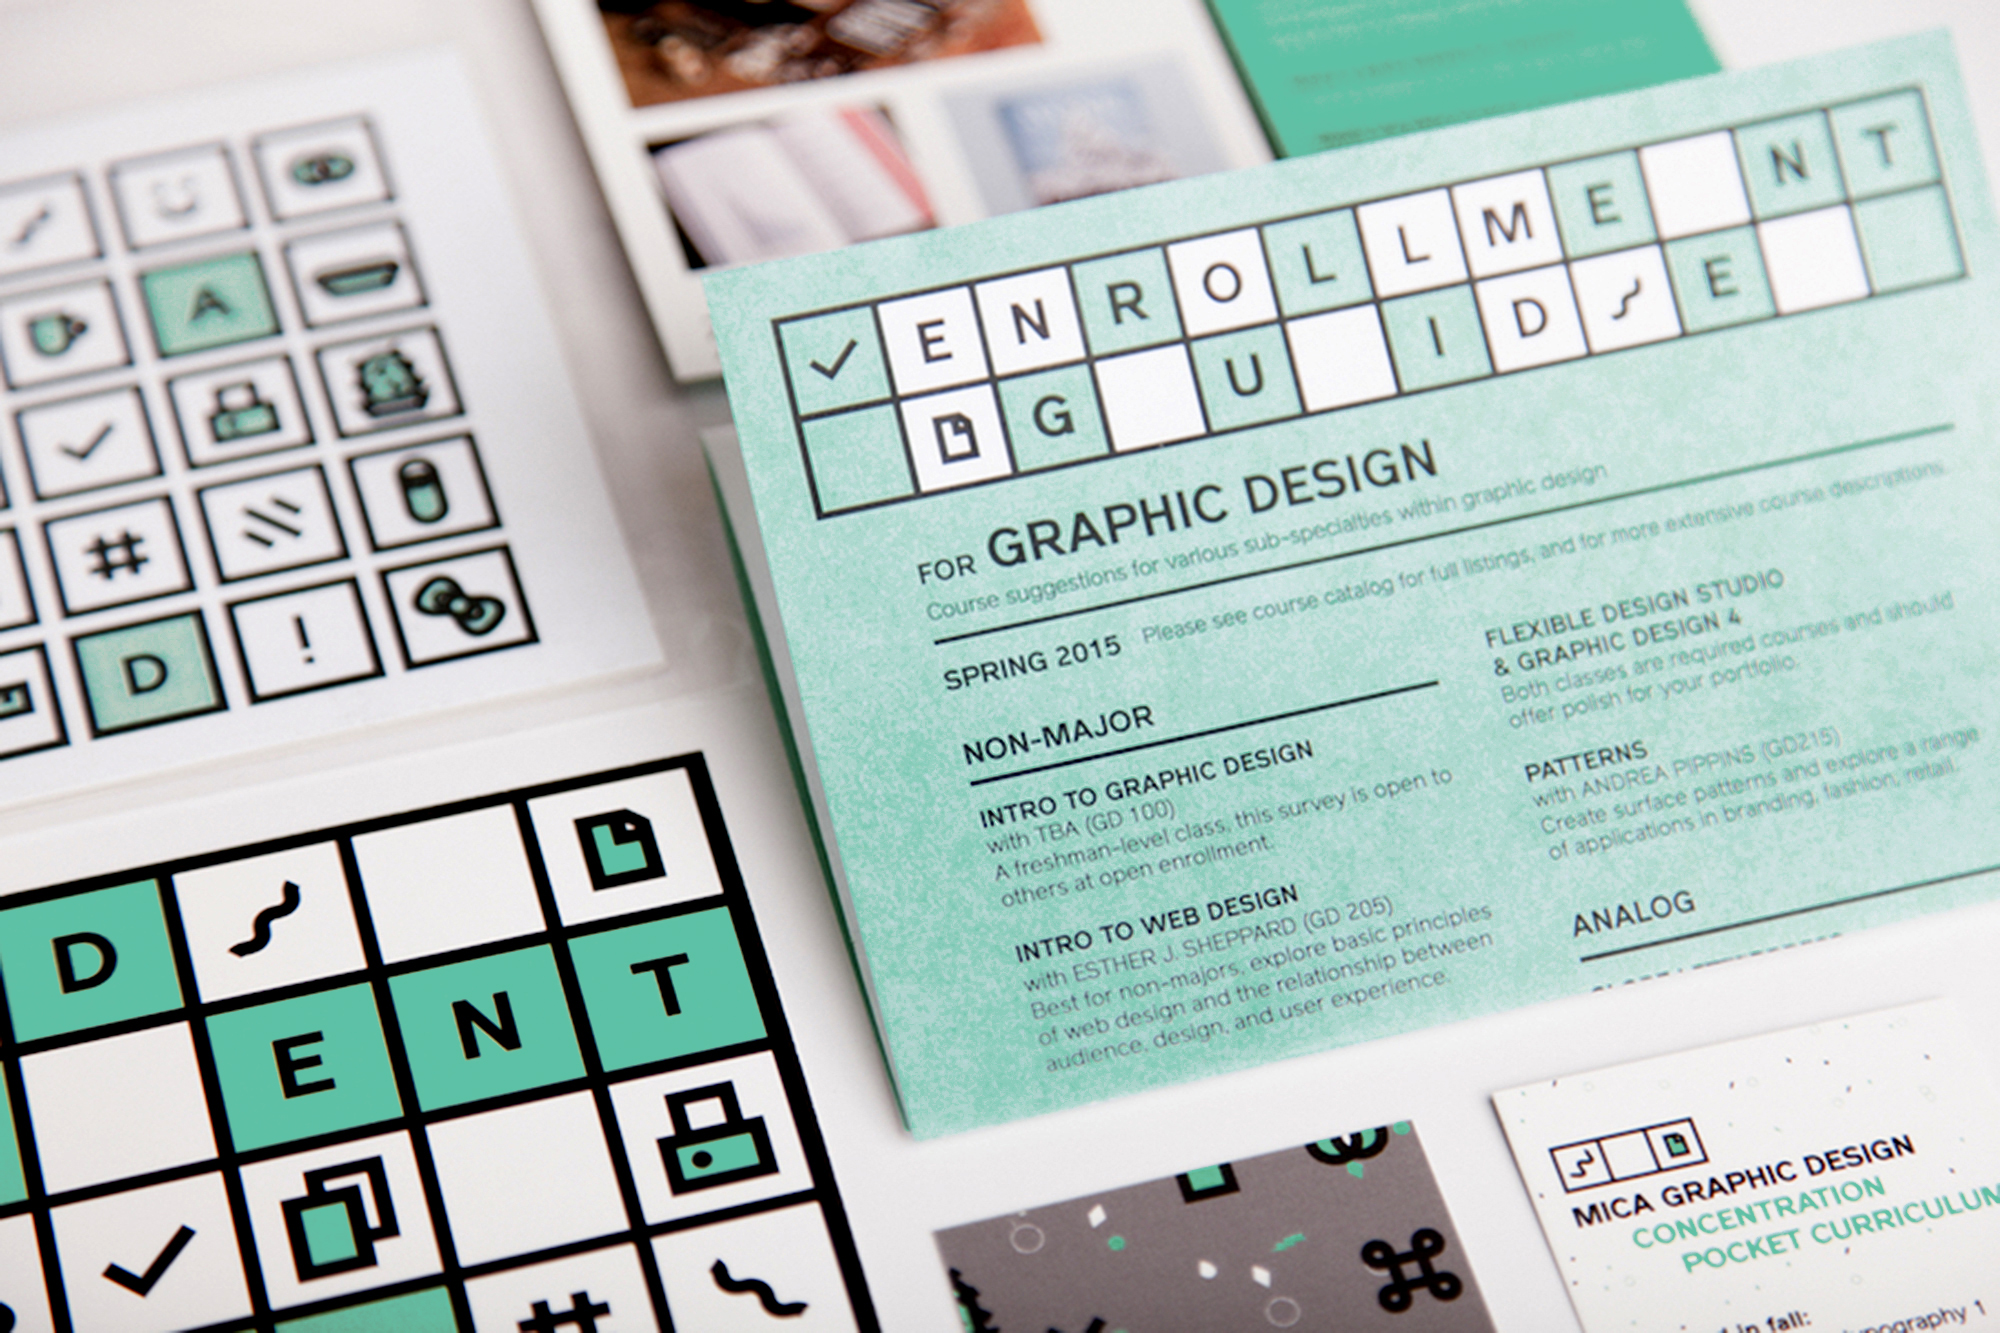 A
D
!
#
D
E N T
#
E N R O L L M E N T
G U I D E
FOR GRAPHIC DESIGN
Course suggestions for various sub-specialties within graphic design
SPRING 2015 Please see course catalog for full listings, and for more extensive course descriptions.
NON-MAJOR
INTRO TO GRAPHIC DESIGN
with TBA (GD 100)
A freshman-level class, this survey is open to
others at open enrollment.
INTRO TO WEB DESIGN
with ESTHER J. SHEPPARD (GD 205)
Best for non-majors, explore basic principles
of web design and the relationship between
audience, design, and user experience.
FLEXIBLE DESIGN STUDIO
& GRAPHIC DESIGN 4
Both classes are required courses and should
offer polish for your portfolio.
PATTERNS
with ANDREA PIPPINS (GD215)
Create surface patterns and explore a range
of applications in branding, fashion, retail.
ANALOG
MICA GRAPHIC DESIGN
CONCENTRATION
POCKET CURRICULUM
in fall:
typography 1